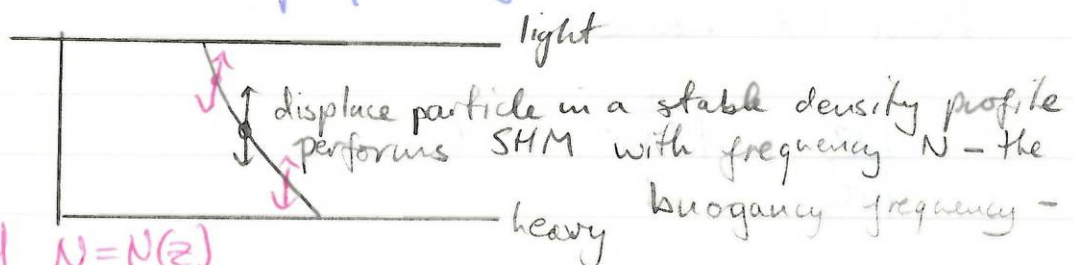 light
displace particle in a stable density profile
performs SHM with frequency N - the
buoyancy frequency -
heavy
N=N(z)